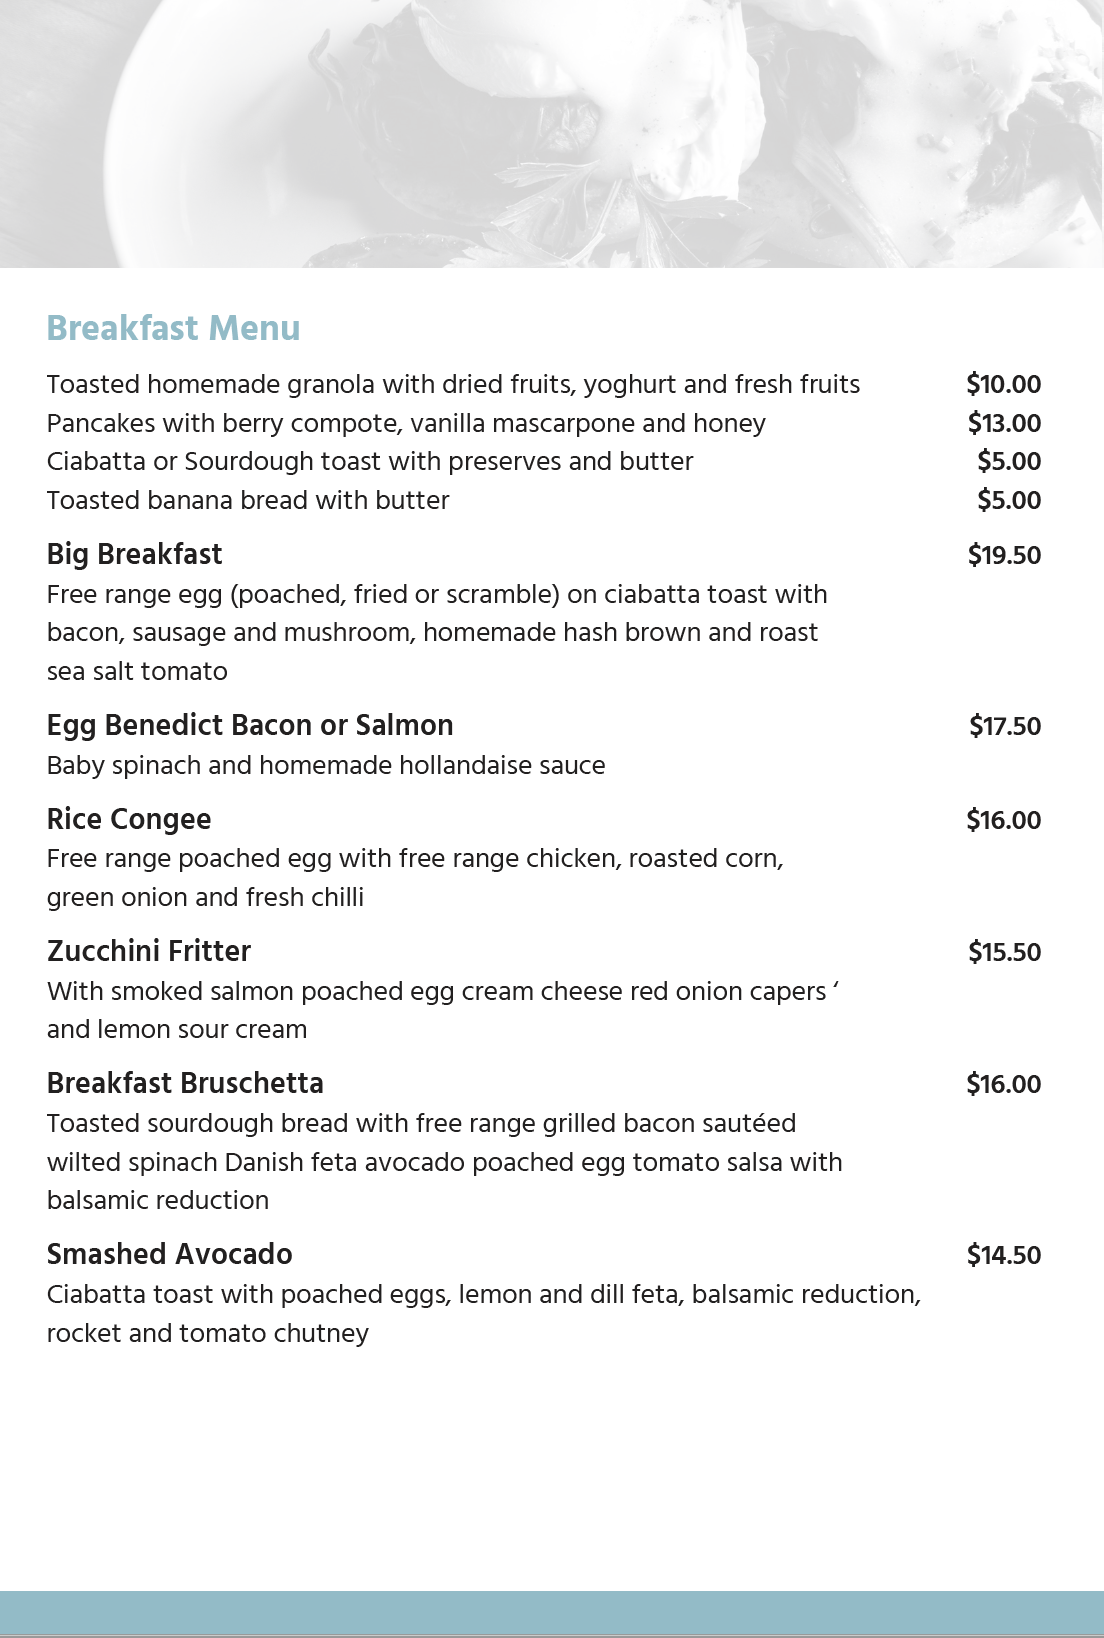 Breakfast Menu
Toasted homemade granola with dried fruits, yoghurt and fresh fruits $10.00
Pancakes with berry compote, vanilla mascarpone and honey $13.00
Ciabatta or Sourdough toast with preserves and butter $5.00
Toasted banana bread with butter $5.00
Big Breakfast $19.50
Free range egg (poached, fried or scramble) on ciabatta toast with
bacon, sausage and mushroom, homemade hash brown and roast
sea salt tomato
Egg Benedict Bacon or Salmon $17.50
Baby spinach and homemade hollandaise sauce
Rice Congee $16.00
Free range poached egg with free range chicken, roasted corn,
green onion and fresh chilli
Zucchini Fritter $15.50
With smoked salmon poached egg cream cheese red onion capers ‘
and lemon sour cream
Breakfast Bruschetta $16.00
Toasted sourdough bread with free range grilled bacon sautéed
wilted spinach Danish feta avocado poached egg tomato salsa with
balsamic reduction
Smashed Avocado $14.50
Ciabatta toast with poached eggs, lemon and dill feta, balsamic reduction,
rocket and tomato chutney